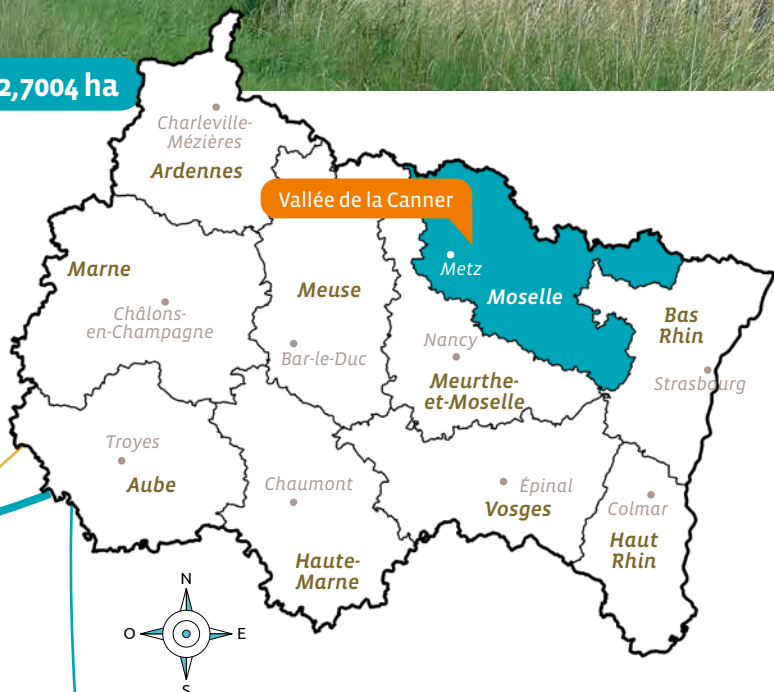 2,7004 ha
Charleville-
Mézières
Ardennes
Vallée de la Canner
Metz
Moselle
Marne
Châlons-
en-Champagne
Meuse
Bar-le-Duc
Nancy
Meurthe-
et-Moselle
Bas
Rhin
Strasbourg
Troyes
Aube
Chaumont
Haute-
Marne
Épinal
Vosges
Colmar
Haut
Rhin
N
O
E
S